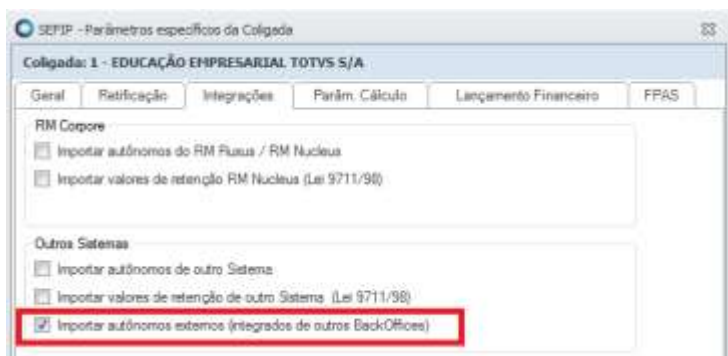 SEFIP - Parâmetros específicos da Coligada
Coligada: 1 - EDUCAÇÃO EMPRESARIAL TOTVS S/A
Geral Retificação Integrações Parâm. Cálculo Lançamento Financeiro FPAS
RM Corpore
Importar autônomos do RM Fluxus / RM Nucleus
Importar valores de retenção RM Nucleus (Lei 9711/98)
Outros Sistemas
Importar autônomos de outro Sistema
Importar valores de retenção de outro Sistema (Lei 9711/98)
Importar autônomos externos (integrados de outros BackOffices)